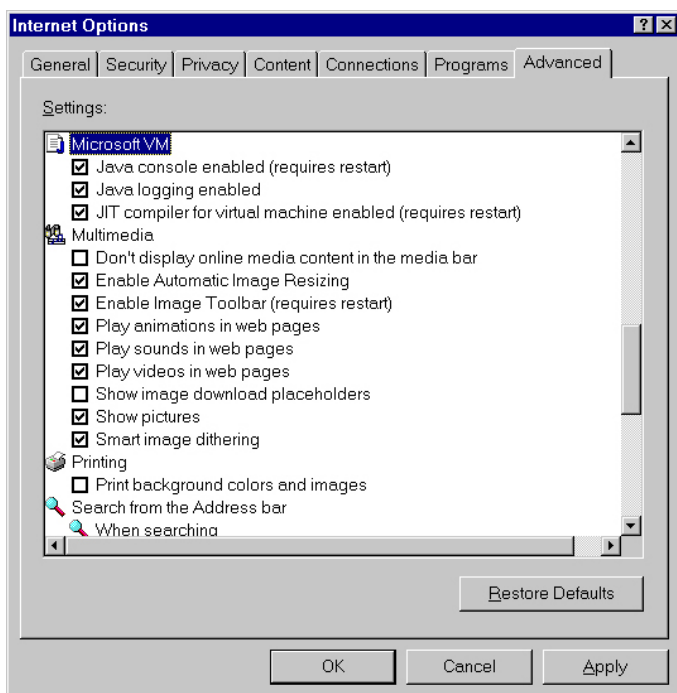 Internet Options
General Security Privacy Content Connections Programs Advanced
Settings:
Microsoft VM
Java console enabled (requires restart)
Java logging enabled
JIT compiler for virtual machine enabled (requires restart)
Multimedia
Don't display online media content in the media bar
Enable Automatic Image Resizing
Enable Image Toolbar (requires restart)
Play animations in web pages
Play sounds in web pages
Play videos in web pages
Show image download placeholders
Show pictures
Smart image dithering
Printing
Print background colors and images
Search from the Address bar
When searching
Restore Defaults
OK Cancel Apply